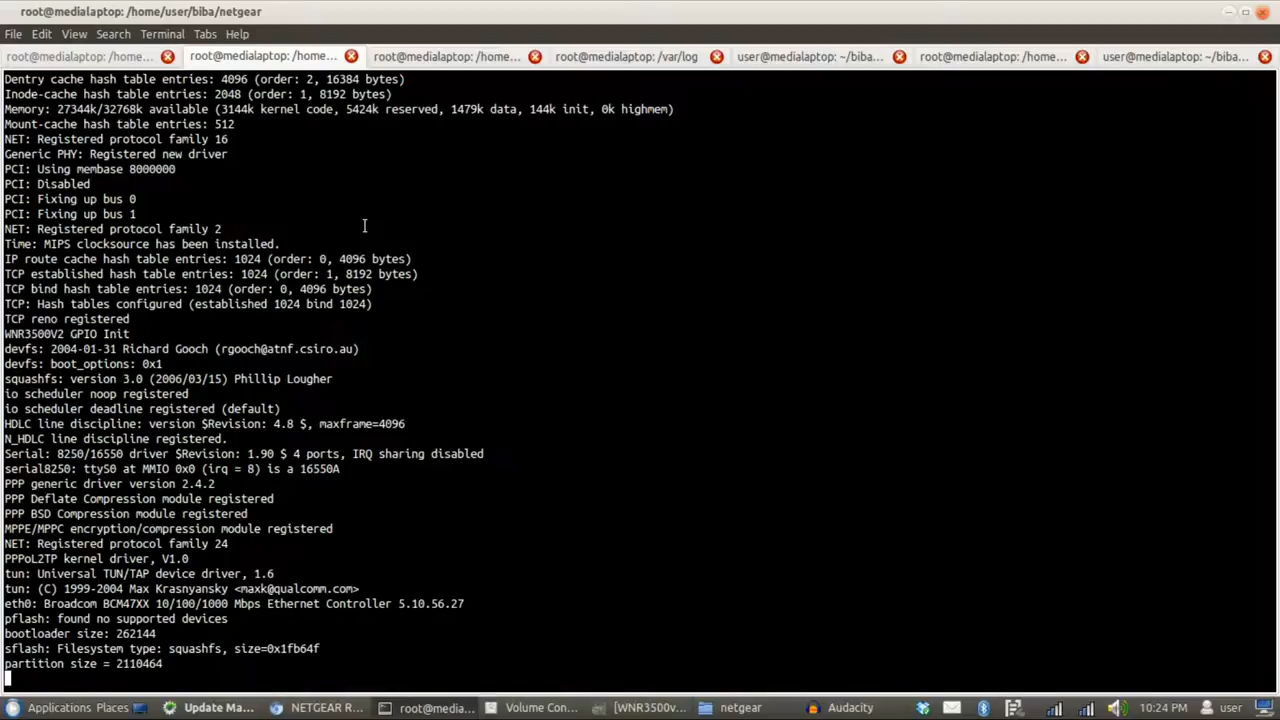 root@medialaptop: /home/user/biba/netgear
File Edit View Search Terminal Tabs Help
root@medialaptop: /home... root@medialaptop: /home... root@medialaptop: /home... root@medialaptop: /var/log user@medialaptop: ~/biba... root@medialaptop: /home... user@medialaptop: ~/biba...
Dentry cache hash table entries: 4096 (order: 2, 16384 bytes)
Inode-cache hash table entries: 2048 (order: 1, 8192 bytes)
Memory: 27344k/32768k available (3144k kernel code, 5424k reserved, 1479k data, 144k init, 0k highmem)
Mount-cache hash table entries: 512
NET: Registered protocol family 16
Generic PHY: Registered new driver
PCI: Using membase 8000000
PCI: Disabled
PCI: Fixing up bus 0
PCI: Fixing up bus 1
NET: Registered protocol family 2
Time: MIPS clocksource has been installed.
IP route cache hash table entries: 1024 (order: 0, 4096 bytes)
TCP established hash table entries: 1024 (order: 1, 8192 bytes)
TCP bind hash table entries: 1024 (order: 0, 4096 bytes)
TCP: Hash tables configured (established 1024 bind 1024)
TCP reno registered
WNR3500V2 GPIO Init
devfs: 2004-01-31 Richard Gooch (rgooch@atnf.csiro.au)
devfs: boot_options: 0x1
squashfs: version 3.0 (2006/03/15) Phillip Lougher
io scheduler noop registered
io scheduler deadline registered (default)
HDLC line discipline: version $Revision: 4.8 $, maxframe=4096
N_HDLC line discipline registered.
Serial: 8250/16550 driver $Revision: 1.90 $ 4 ports, IRQ sharing disabled
serial8250: ttyS0 at MMIO 0x0 (irq = 8) is a 16550A
PPP generic driver version 2.4.2
PPP Deflate Compression module registered
PPP BSD Compression module registered
MPPE/MPPC encryption/compression module registered
NET: Registered protocol family 24
PPPoL2TP kernel driver, V1.0
tun: Universal TUN/TAP device driver, 1.6
tun: (C) 1999-2004 Max Krasnyansky <maxk@qualcomm.com>
eth0: Broadcom BCM47XX 10/100/1000 Mbps Ethernet Controller 5.10.56.27
pflash: found no supported devices
bootloader size: 262144
sflash: Filesystem type: squashfs, size=0x1fb64f
partition size = 2110464
Applications Places Update Ma... NETGEAR R... root@media... Volume Con... [WNR3500v... netgear Audacity 10:24 PM user